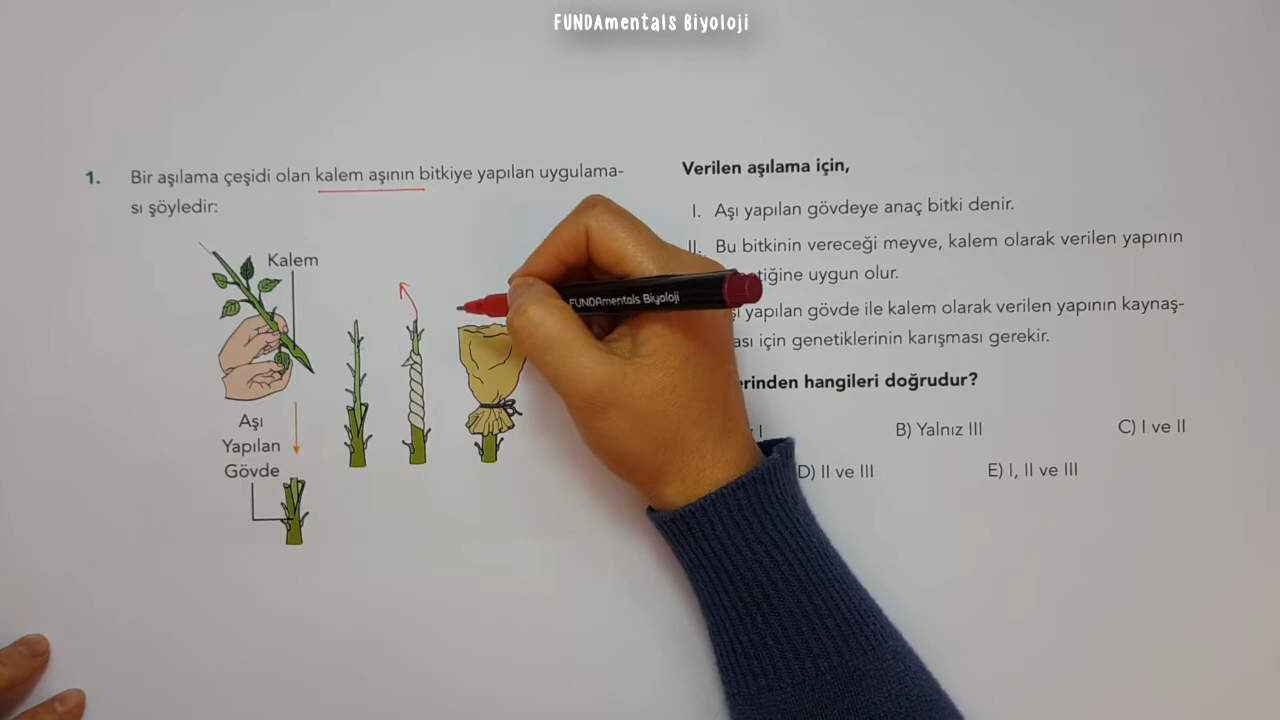 FUNDAmentals Biyoloji
1. Bir aşılama çeşidi olan kalem aşının bitkiye yapılan uygulama-
sı şöyledir:
Kalem
Aşı
Yapılan
Gövde
FUNDAmentals Biyoloji
Verilen aşılama için,
I. Aşı yapılan gövdeye anaç bitki denir.
II. Bu bitkinin vereceği meyve, kalem olarak verilen yapının
uygun olur.
yapılan gövde ile kalem olarak verilen yapının kaynaş-
için genetiklerinin karışması gerekir.
hangileri doğrudur?
I
B) Yalnız III
C) I ve II
D) II ve III
E) I, II ve III